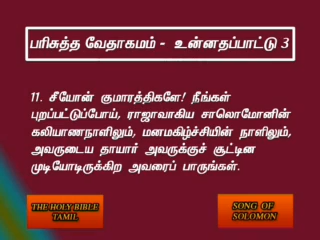 பரிசுத்த வேதாகமம் - உன்னதப்பாட்டு 3
11. சீயோன் குமாரத்திகளே! நீங்கள்
புறப்பட்டுப்போய், ராஜாவாகிய சாலொமோனின்
கலியாணநாளிலும், மனமகிழ்ச்சியின் நாளிலும்,
அவருடைய தாயார் அவருக்குச் சூட்டின
முடியோடிருக்கிற அவரைப் பாருங்கள்.
THE HOLY BIBLE
TAMIL
SONG OF
SOLOMON